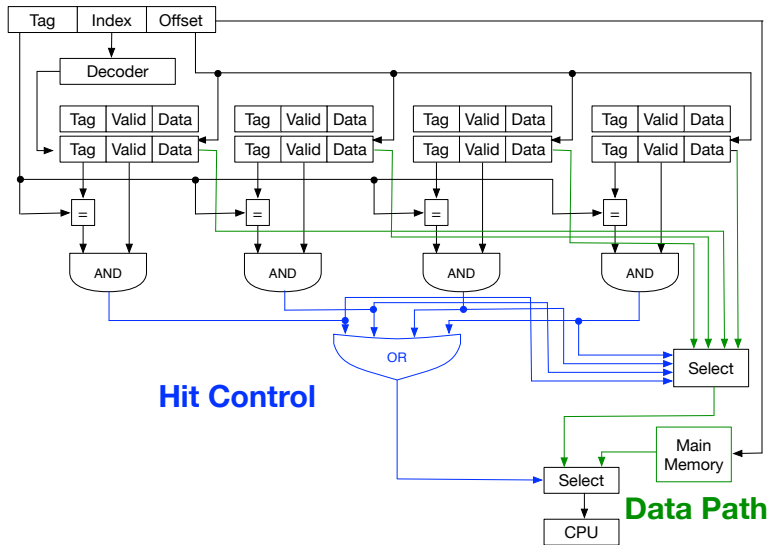 Tag Index Offset
Decoder
Tag Valid Data Tag Valid Data Tag Valid Data Tag Valid Data
Tag Valid Data Tag Valid Data Tag Valid Data Tag Valid Data
= = = =
AND AND AND AND
OR
Select
Hit Control
Main
Memory
Select
Data Path
CPU